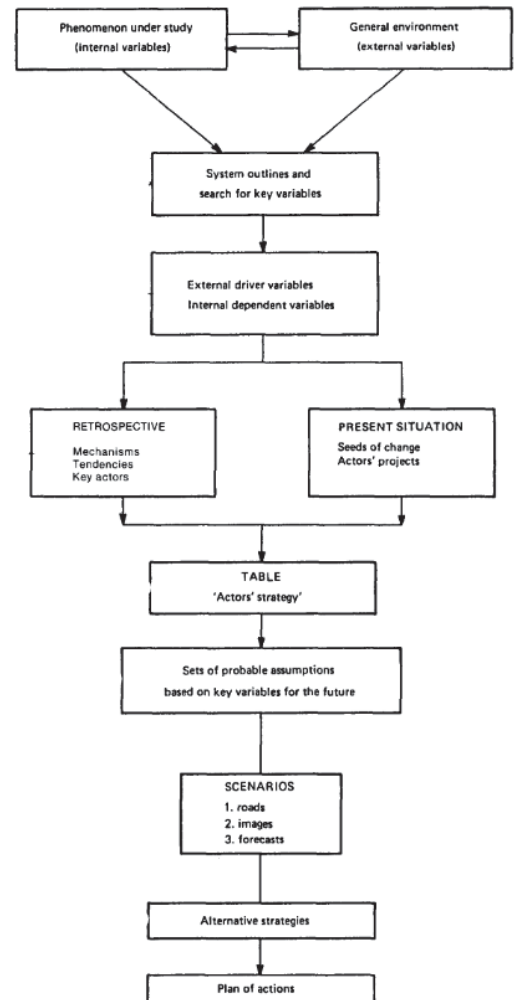 Phenomenon under study
(internal variables)
General environment
(external variables)
System outlines and
search for key variables
External driver variables
Internal dependent variables
RETROSPECTIVE
Mechanisms
Tendencies
Key actors
PRESENT SITUATION
Seeds of change
Actors' projects
TABLE
'Actors' strategy'
Sets of probable assumptions
based on key variables for the future
SCENARIOS
1. roads
2. images
3. forecasts
Alternative strategies
Plan of actions